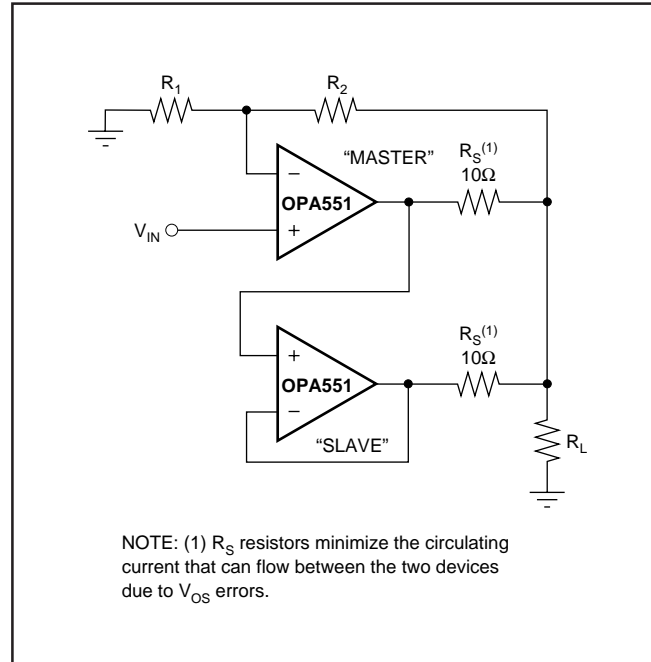 R1
R2
"MASTER"
RS(1)
10Ω
–
OPA551
+
VIN
RS(1)
10Ω
+
OPA551
–
"SLAVE"
RL
NOTE: (1) RS resistors minimize the circulating
current that can flow between the two devices
due to VOS errors.